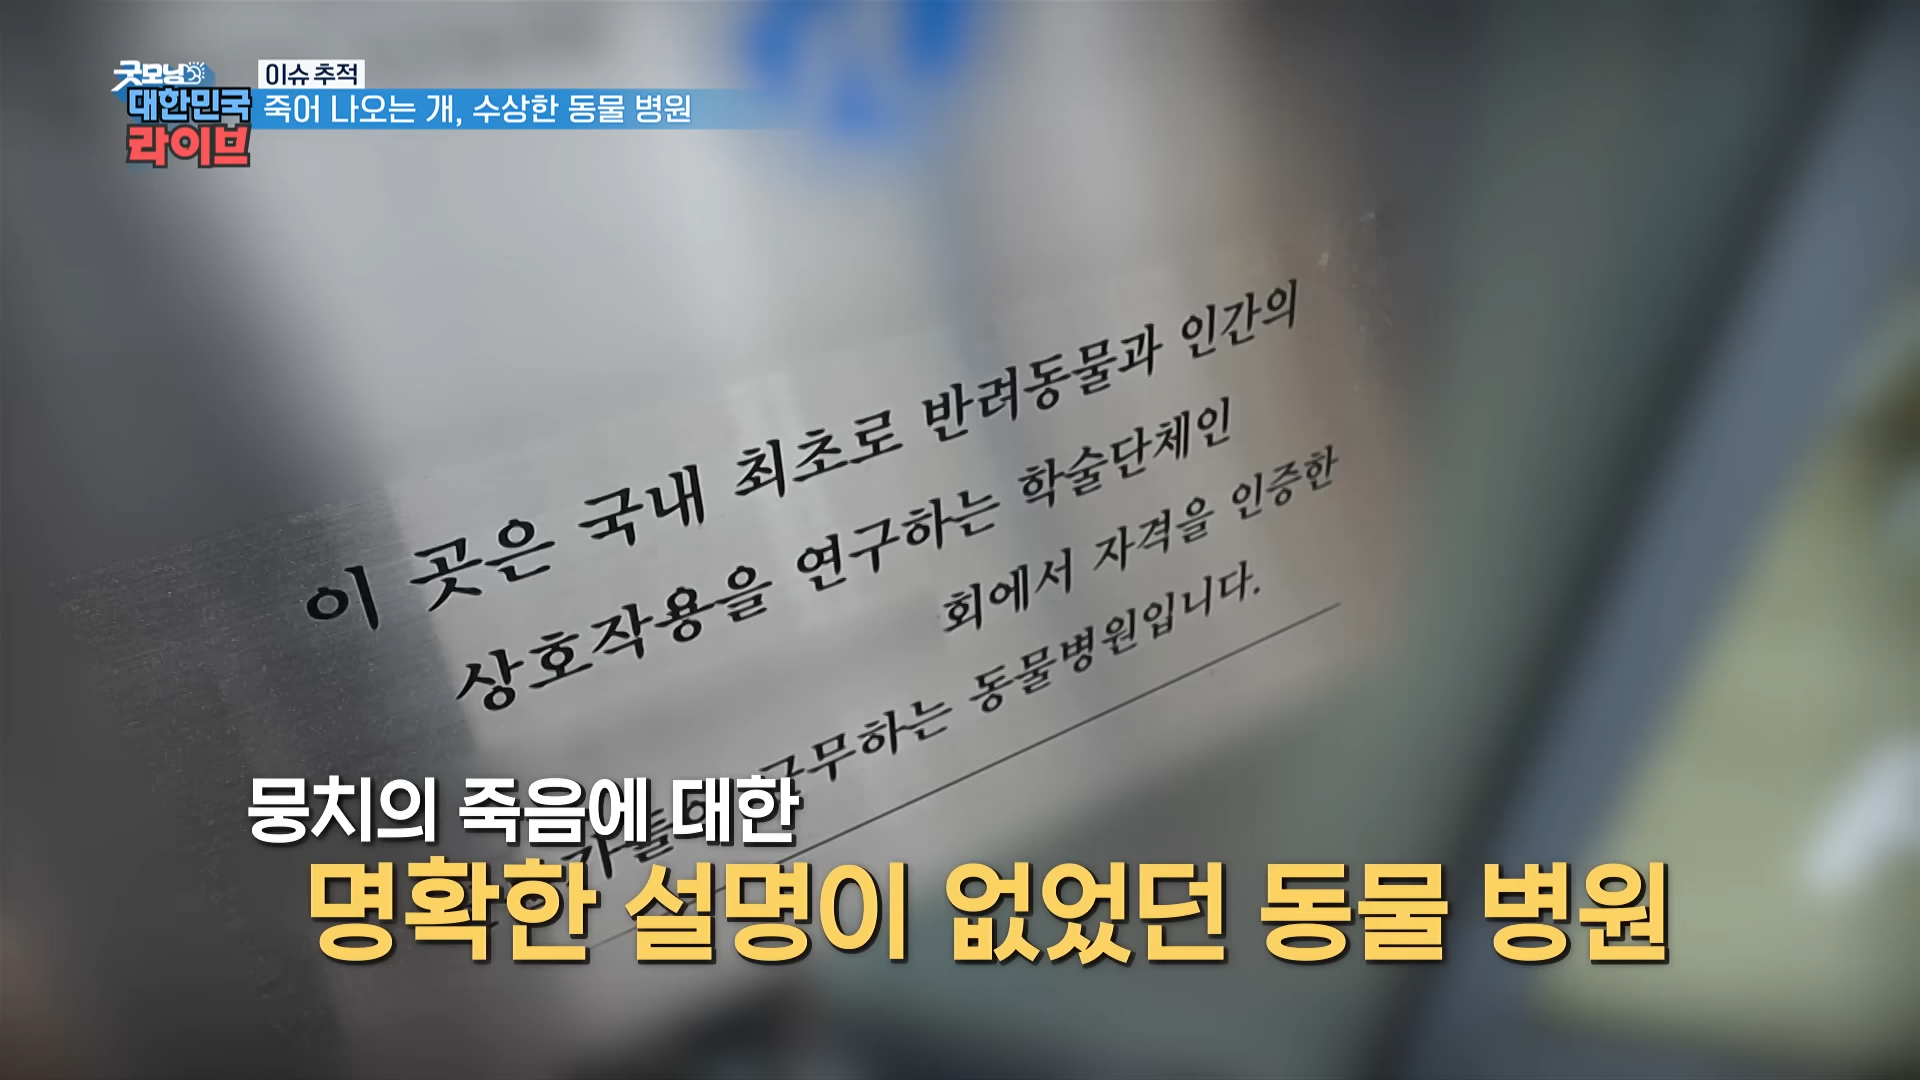 굿모닝
대한민국
라이브
이슈 추적
죽어 나오는 개, 수상한 동물 병원
이 곳은 국내 최초로 반려동물과 인간의
상호작용을 연구하는 학술단체인
회에서 자격을 인증한
근무하는 동물병원입니다.
뭉치의 죽음에 대한
명확한 설명이 없었던 동물 병원